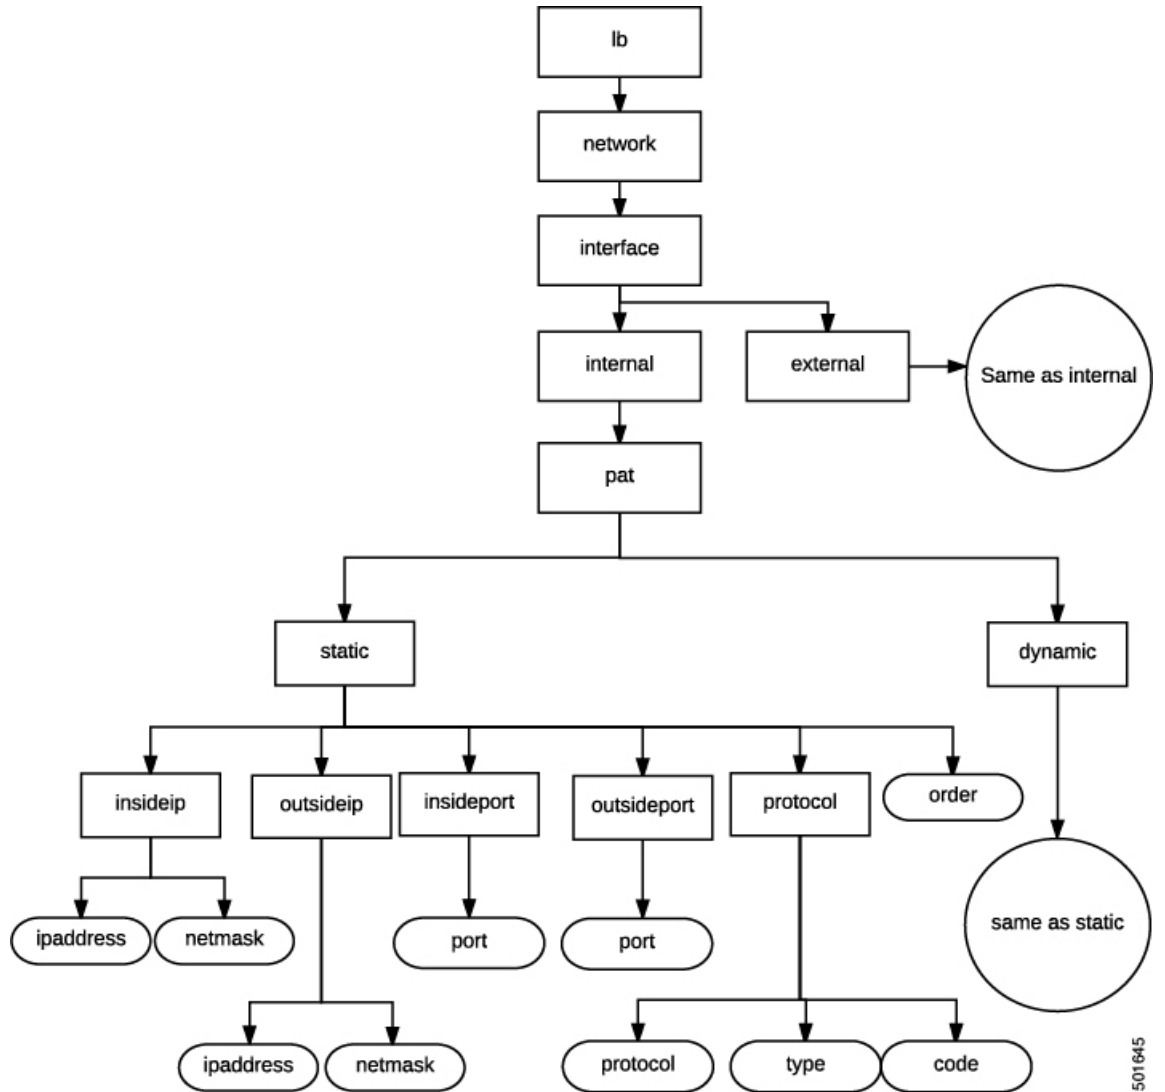 lb
network
interface
internal
external
Same as internal
pat
static
dynamic
insideip
outsideip
insideport
outsideport
protocol
order
ipaddress
netmask
port
port
same as static
ipaddress
netmask
protocol
type
code
501645